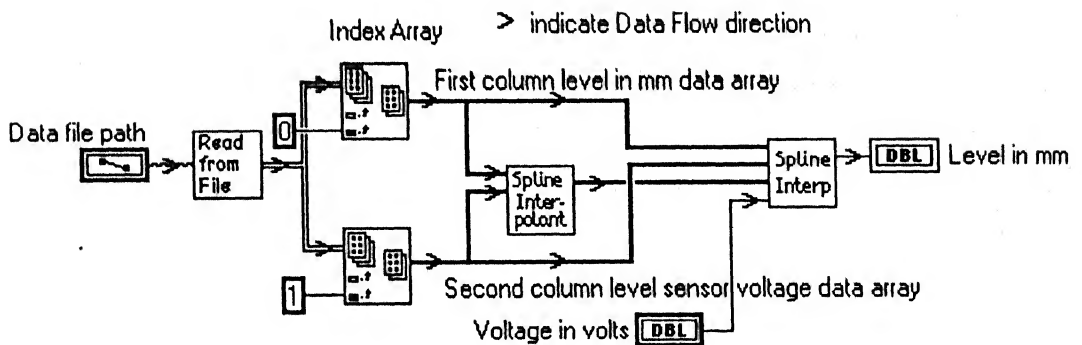 Index Array
> indicate Data Flow direction
First column level in mm data array
Data file path
0
Read
from
File
Spline
Inter-
polant
Spline
Interp
DBL
Level in mm
1
Second column level sensor voltage data array
Voltage in volts
DBL